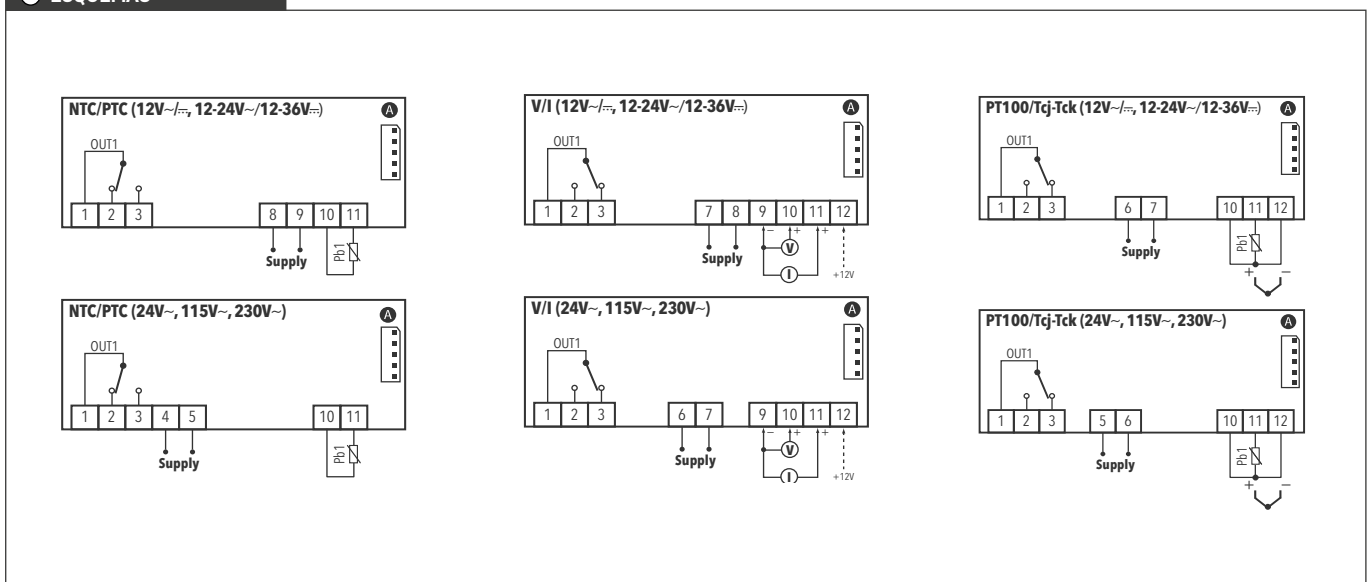 ESQUEMAS
NTC/PTC (12V~/⎓, 12-24V~/12-36V⎓)
A
OUT1
1 2 3 8 9 10 11
Supply
Pb1
V/I (12V~/⎓, 12-24V~/12-36V⎓)
A
OUT1
1 2 3 7 8 9 10 11 12
− + +
Supply
V
I
+12V
PT100/Tcj-Tck (12V~/⎓, 12-24V~/12-36V⎓)
A
OUT1
1 2 3 6 7 10 11 12
Supply
Pb1
+ −
NTC/PTC (24V~, 115V~, 230V~)
A
OUT1
1 2 3 4 5 10 11
Supply
Pb1
V/I (24V~, 115V~, 230V~)
A
OUT1
1 2 3 6 7 9 10 11 12
− + +
Supply
V
I
+12V
PT100/Tcj-Tck (24V~, 115V~, 230V~)
A
OUT1
1 2 3 5 6 10 11 12
Supply
Pb1
+ −